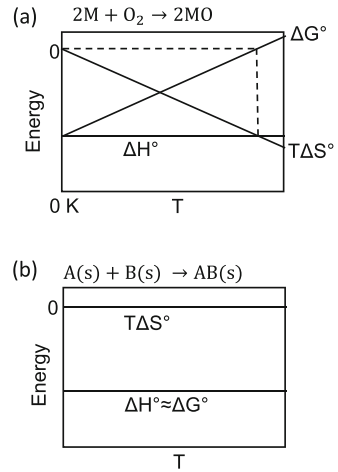 (a) 2M + O₂ → 2MO
ΔG°
0
Energy
ΔH°
TΔS°
0 K T
(b) A(s) + B(s) → AB(s)
0
TΔS°
Energy
ΔH°≈ΔG°
T